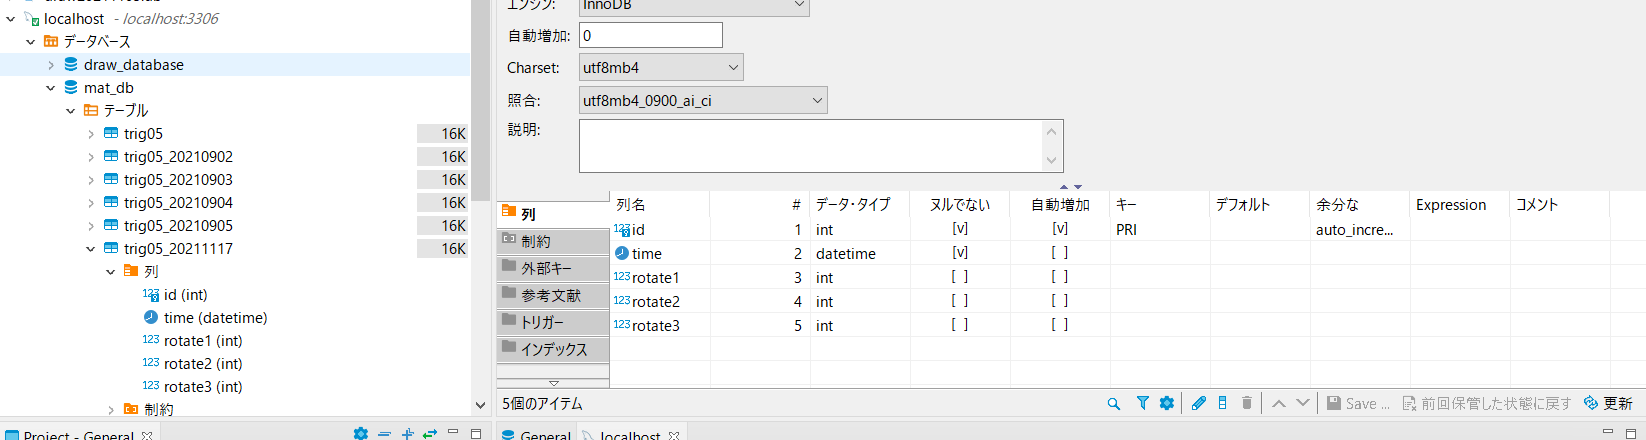 localhost - localhost:3306
データベース
draw_database
mat_db
テーブル
trig05 16K
trig05_20210902 16K
trig05_20210903 16K
trig05_20210904 16K
trig05_20210905 16K
trig05_20211117 16K
列
id (int)
time (datetime)
rotate1 (int)
rotate2 (int)
rotate3 (int)
制約
Project - General
エンジン: InnoDB
自動増加: 0
Charset: utf8mb4
照合: utf8mb4_0900_ai_ci
説明:
列
制約
外部キー
参考文献
トリガー
インデックス
列名 # データ・タイプ ヌルでない 自動増加 キー デフォルト 余分な Expression コメント
id 1 int [v] [v] PRI auto_incre...
time 2 datetime [v] [ ]
rotate1 3 int [ ] [ ]
rotate2 4 int [ ] [ ]
rotate3 5 int [ ] [ ]
5個のアイテム
Save ... 前回保管した状態に戻す 更新
General localhost